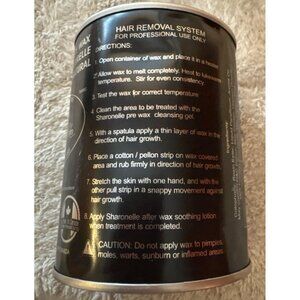 HAIR REMOVAL SYSTEM
FOR PROFESSIONAL USE ONLY
WAX
DIRECTIONS:
1. Open container of wax and place it in a heated
2. Allow wax to melt completely. Heat to lukewarm
temperature. Stir for even consistency
3. Test the wax for correct temperature
4. Clean the area to be treated with the
Sharonelle pre wax cleansing gel.
5. With a spatula apply a thin layer of wax in the
direction of hair growth.
6. Place a cotton / pellon strip on wax covered
area and rub firmly in direction of hair growth.
7. Stretch the skin with one hand, and with the
other pull strip in a snappy movement against
hair growth.
8. Apply Sharonelle after wax soothing lotion
when treatment is completed.
CAUTION: Do not apply wax to pimples,
moles, warts, sunburn or inflamed areas.